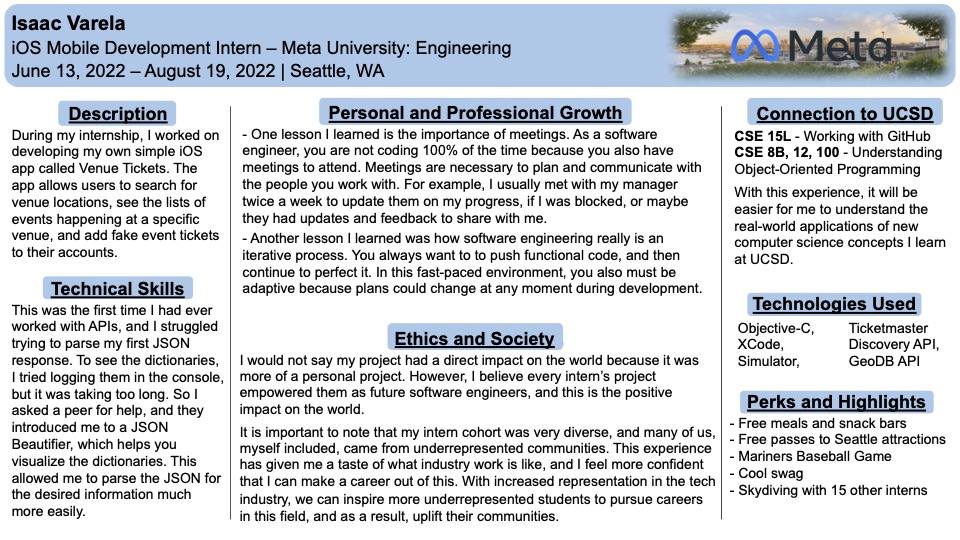 Isaac Varela
iOS Mobile Development Intern – Meta University: Engineering
June 13, 2022 – August 19, 2022 | Seattle, WA
Meta
Description
During my internship, I worked on
developing my own simple iOS
app called Venue Tickets. The
app allows users to search for
venue locations, see the lists of
events happening at a specific
venue, and add fake event tickets
to their accounts.
Technical Skills
This was the first time I had ever
worked with APIs, and I struggled
trying to parse my first JSON
response. To see the dictionaries,
I tried logging them in the console,
but it was taking too long. So I
asked a peer for help, and they
introduced me to a JSON
Beautifier, which helps you
visualize the dictionaries. This
allowed me to parse the JSON for
the desired information much
more easily.
Personal and Professional Growth
- One lesson I learned is the importance of meetings. As a software
engineer, you are not coding 100% of the time because you also have
meetings to attend. Meetings are necessary to plan and communicate with
the people you work with. For example, I usually met with my manager
twice a week to update them on my progress, if I was blocked, or maybe
they had updates and feedback to share with me.
- Another lesson I learned was how software engineering really is an
iterative process. You always want to to push functional code, and then
continue to perfect it. In this fast-paced environment, you also must be
adaptive because plans could change at any moment during development.
Ethics and Society
I would not say my project had a direct impact on the world because it was
more of a personal project. However, I believe every intern’s project
empowered them as future software engineers, and this is the positive
impact on the world.
It is important to note that my intern cohort was very diverse, and many of us,
myself included, came from underrepresented communities. This experience
has given me a taste of what industry work is like, and I feel more confident
that I can make a career out of this. With increased representation in the tech
industry, we can inspire more underrepresented students to pursue careers
in this field, and as a result, uplift their communities.
Connection to UCSD
CSE 15L - Working with GitHub
CSE 8B, 12, 100 - Understanding
Object-Oriented Programming
With this experience, it will be
easier for me to understand the
real-world applications of new
computer science concepts I learn
at UCSD.
Technologies Used
Objective-C,
XCode,
Simulator,
Ticketmaster
Discovery API,
GeoDB API
Perks and Highlights
- Free meals and snack bars
- Free passes to Seattle attractions
- Mariners Baseball Game
- Cool swag
- Skydiving with 15 other interns